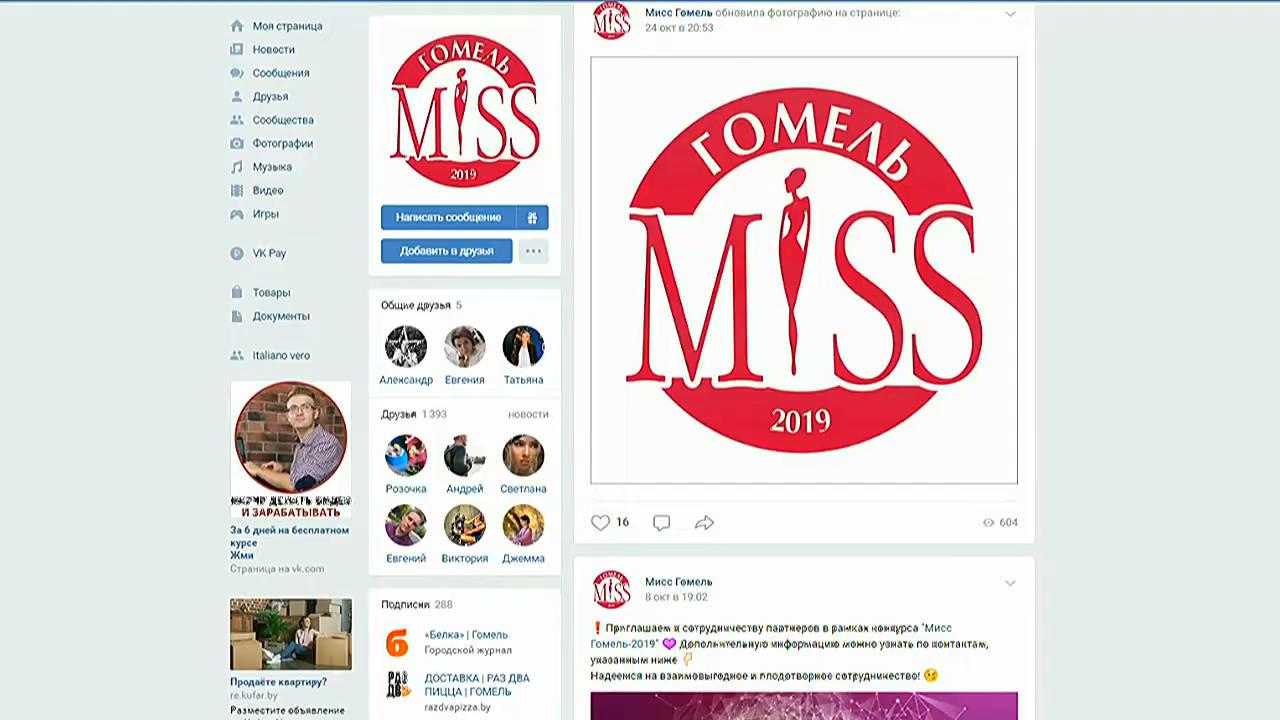 Моя страница
Новости
Сообщения
Друзья
Сообщества
Фотографии
Музыка
Видео
Игры
VK Pay
Товары
Документы
Italiano vero
И ЗАРАБАТЫВАТЬ
За 6 дней на бесплатном
курсе
Жми
Страница на vk.com
Продаёте квартиру?
re.kufar.by
Разместите объявление
ГОМЕЛЬ
MISS
2019
Написать сообщение
Добавить в друзья
Общие друзья 5
Александр Евгения Татьяна
Друзья 1 393 новости
Розочка Андрей Светлана
Евгений Виктория Джемма
Подписки 288
«Белка» | Гомель
Городской журнал
ДОСТАВКА | РАЗ ДВА
ПИЦЦА | ГОМЕЛЬ
razdvapizza.by
ГОМЕЛЬ
MISS
Мисс Гомель обновила фотографию на странице:
24 окт в 20:53
ГОМЕЛЬ
MISS
2019
16
604
ГОМЕЛЬ
MISS
Мисс Гомель
8 окт в 19:02
❗ Приглашаем к сотрудничеству партнеров в рамках конкурса "Мисс
Гомель-2019" 💜 Дополнительную информацию можно узнать по контактам,
указанным ниже 👇
Надеемся на взаимовыгодное и плодотворное сотрудничество! 😘